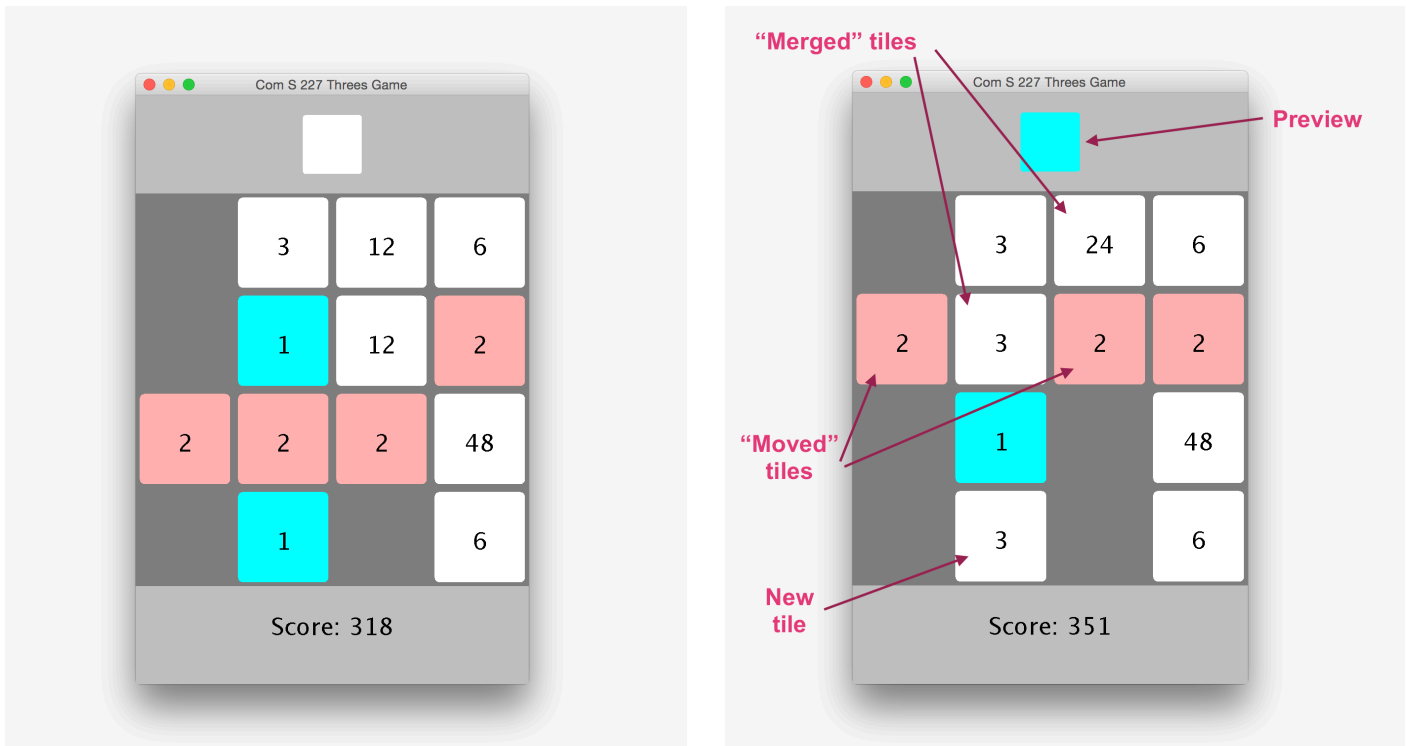 Com S 227 Threes Game
3 12 6
1 12 2
2 2 2 48
1 6
Score: 318
“Merged” tiles
Com S 227 Threes Game
Preview
3 24 6
2 3 2 2
“Moved”
tiles
1 48
3 6
New
tile
Score: 351